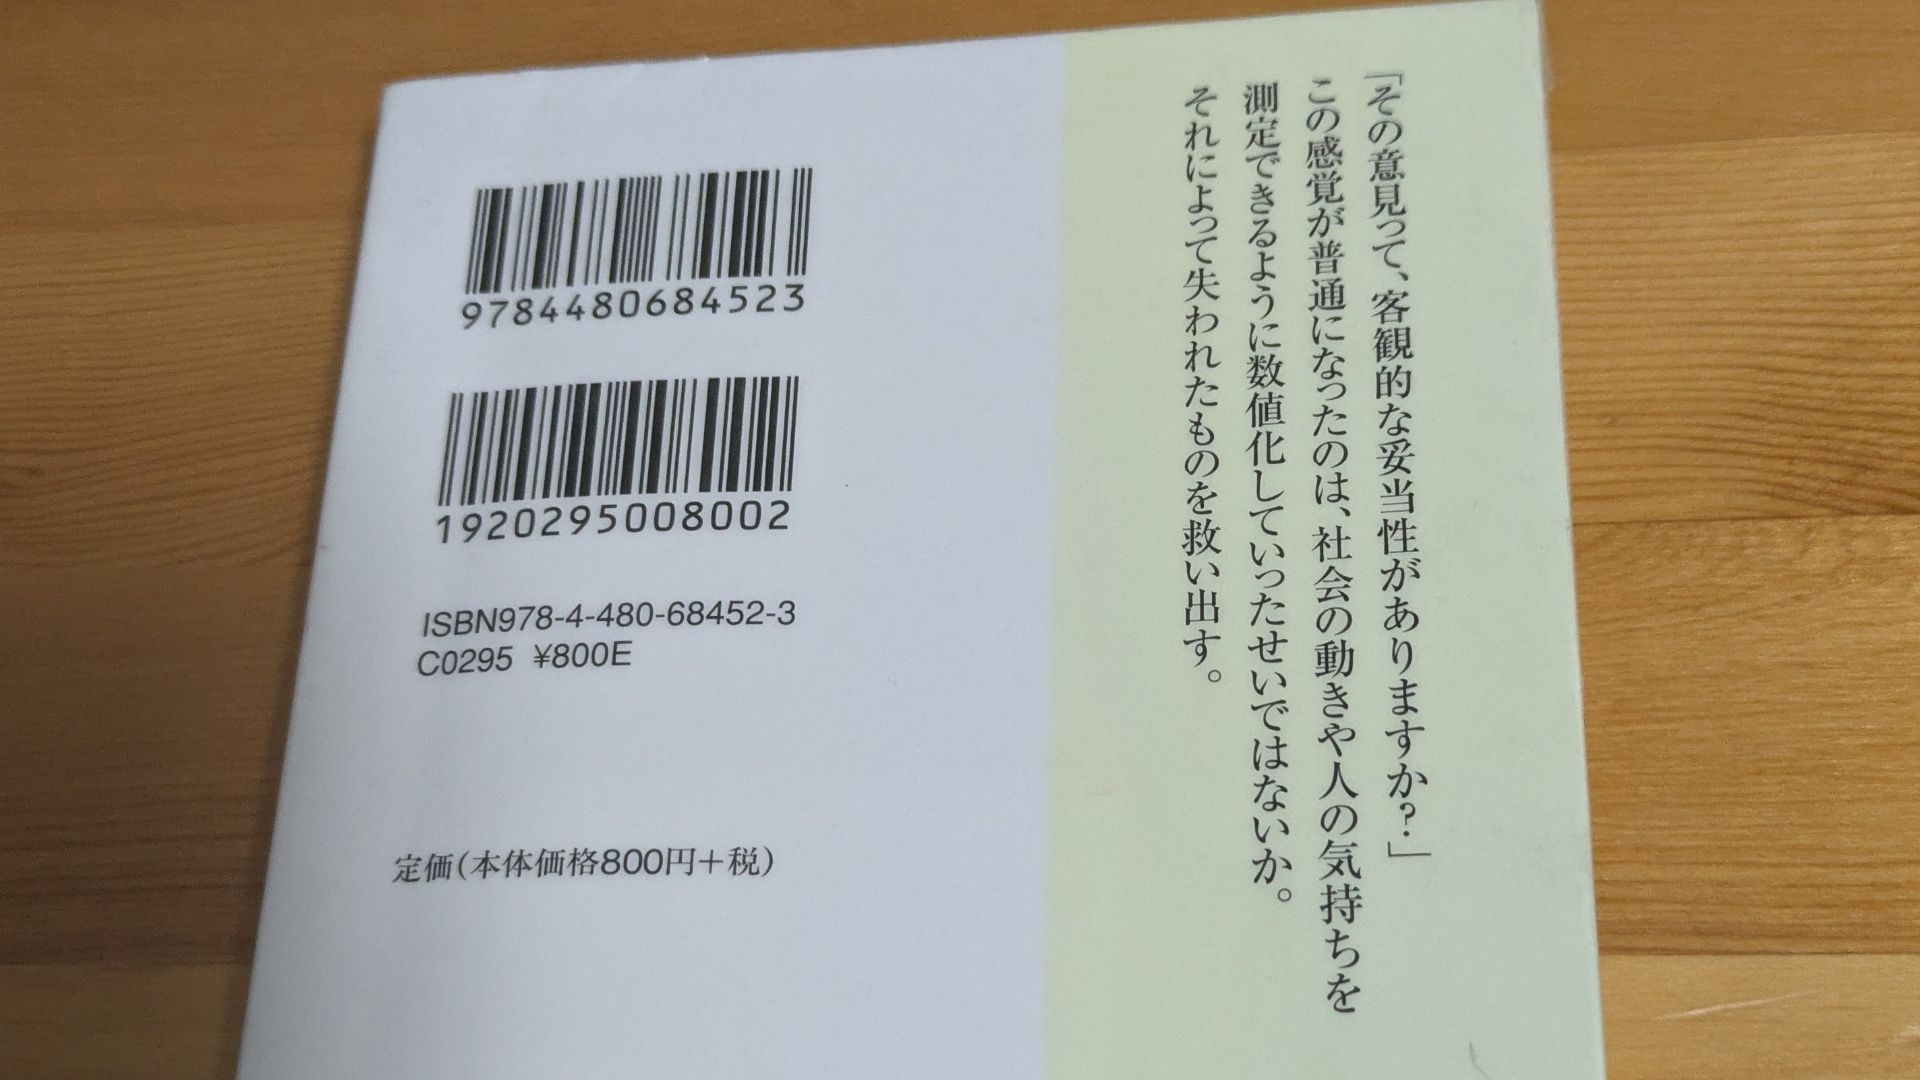 「その意見って、客観的な妥当性がありますか？」
この感覚が普通になったのは、社会の動きや人の気持ちを
測定できるように数値化していったせいではないか。
それによって失われたものを救い出す。
9784480684523
1920295008002
ISBN978-4-480-68452-3
C0295 ¥800E
定価(本体価格800円＋税)